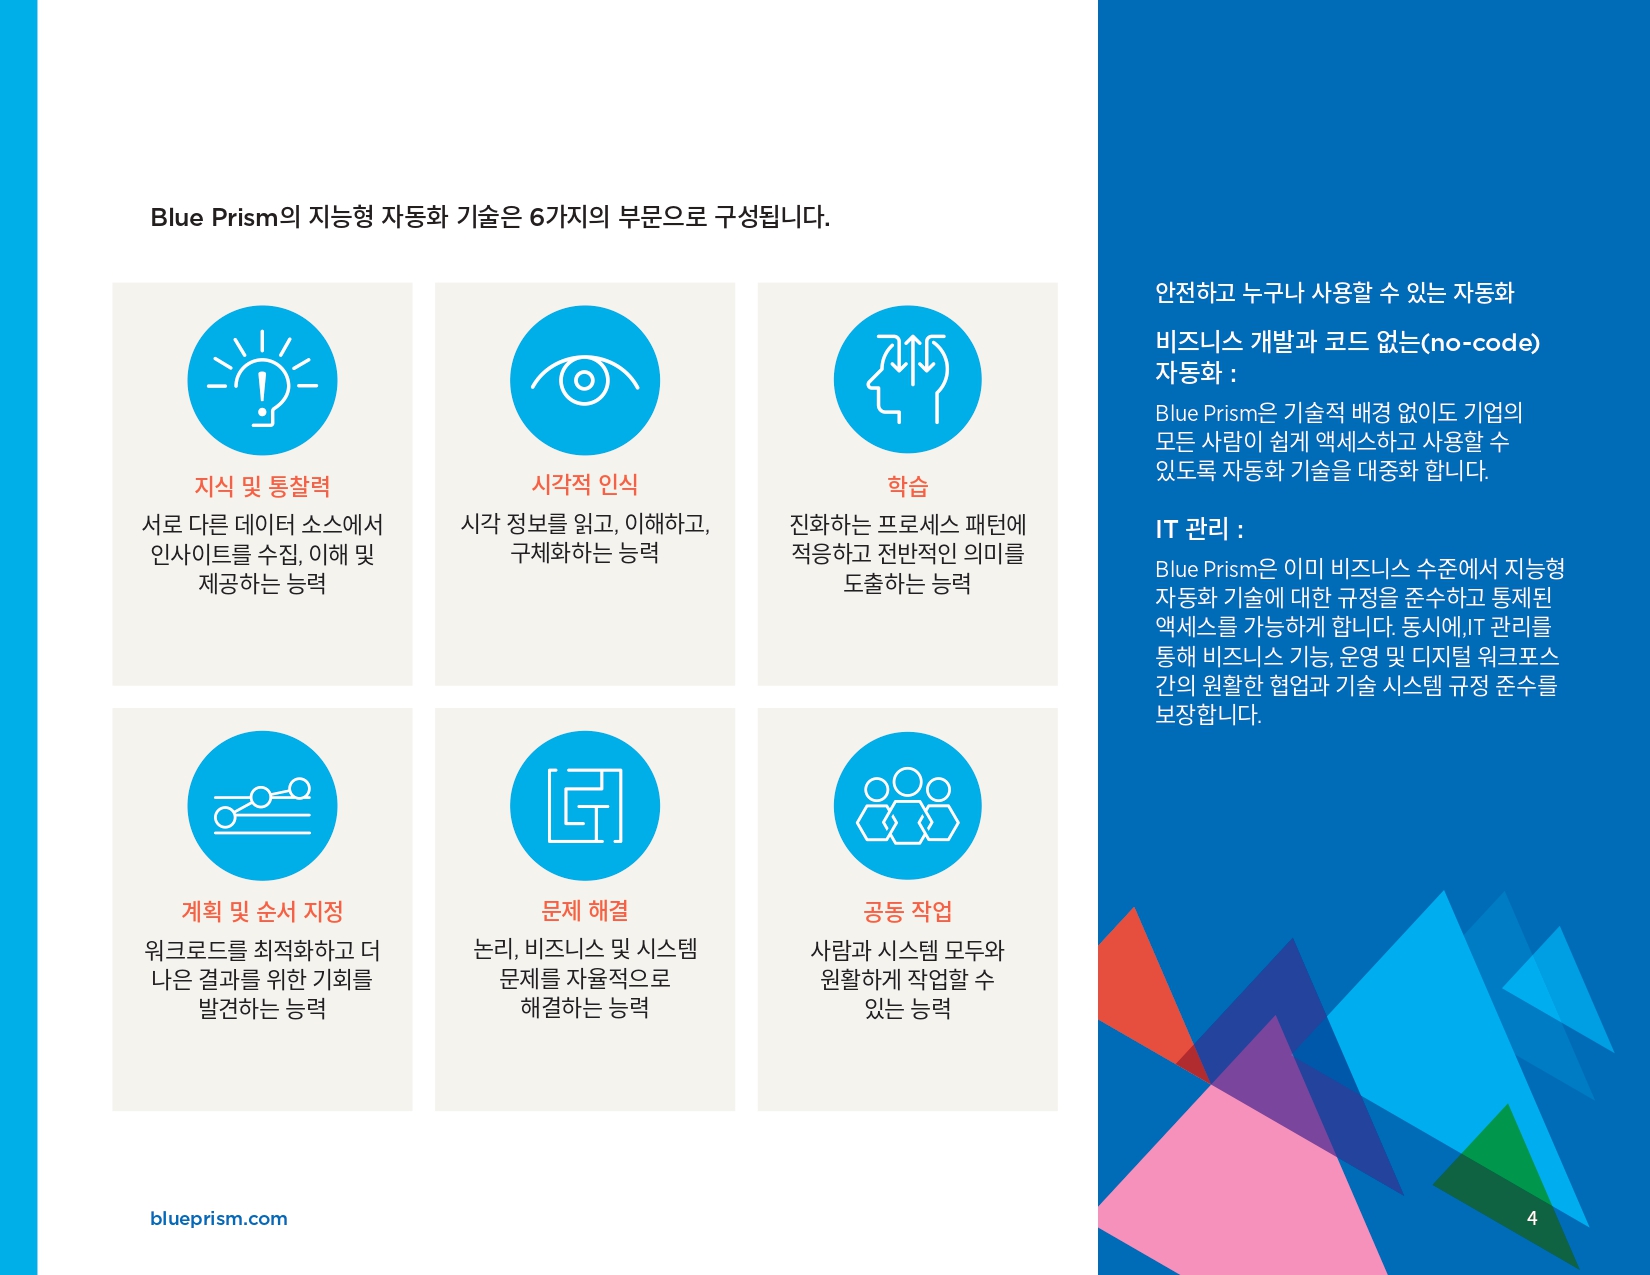 Blue Prism의 지능형 자동화 기술은 6가지의 부문으로 구성됩니다.
지식 및 통찰력
서로 다른 데이터 소스에서
인사이트를 수집, 이해 및
제공하는 능력
시각적 인식
시각 정보를 읽고, 이해하고,
구체화하는 능력
학습
진화하는 프로세스 패턴에
적응하고 전반적인 의미를
도출하는 능력
계획 및 순서 지정
워크로드를 최적화하고 더
나은 결과를 위한 기회를
발견하는 능력
문제 해결
논리, 비즈니스 및 시스템
문제를 자율적으로
해결하는 능력
공동 작업
사람과 시스템 모두와
원활하게 작업할 수
있는 능력
안전하고 누구나 사용할 수 있는 자동화
비즈니스 개발과 코드 없는(no-code)
자동화 :
Blue Prism은 기술적 배경 없이도 기업의
모든 사람이 쉽게 액세스하고 사용할 수
있도록 자동화 기술을 대중화 합니다.
IT 관리 :
Blue Prism은 이미 비즈니스 수준에서 지능형
자동화 기술에 대한 규정을 준수하고 통제된
액세스를 가능하게 합니다. 동시에,IT 관리를
통해 비즈니스 기능, 운영 및 디지털 워크포스
간의 원활한 협업과 기술 시스템 규정 준수를
보장합니다.
blueprism.com
4